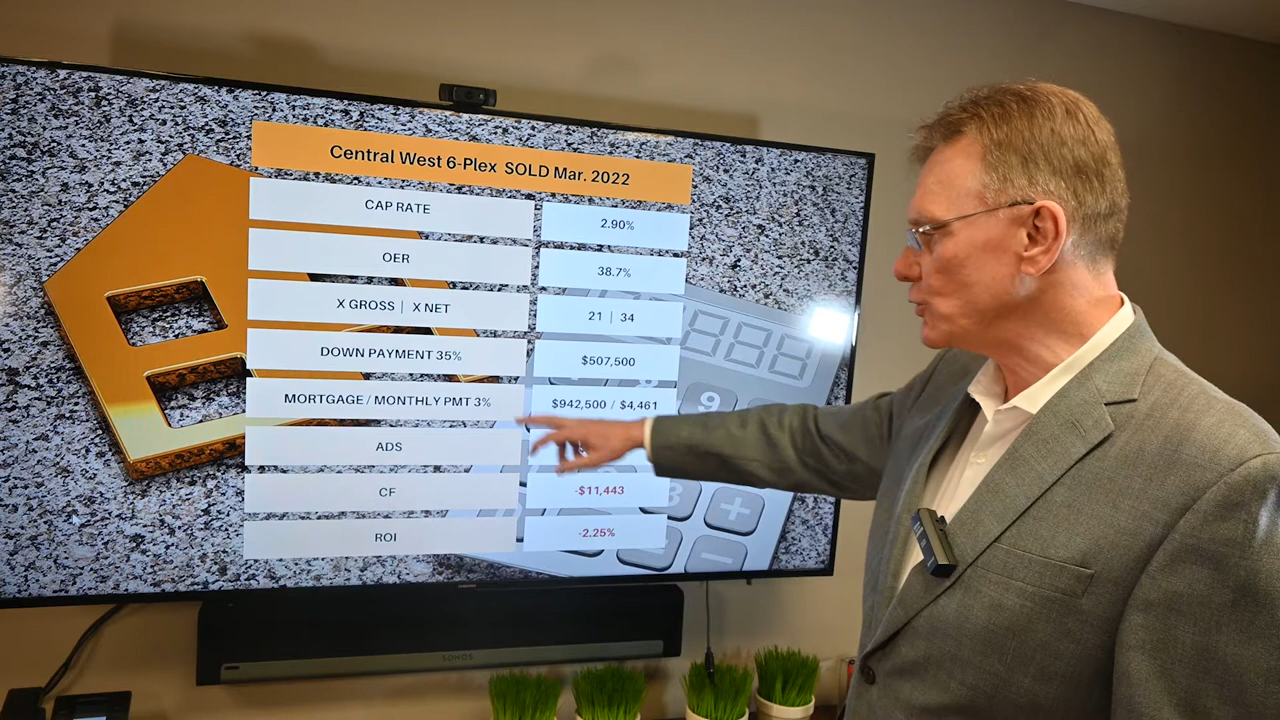 Central West 6-Plex SOLD Mar. 2022
CAP RATE 2.90%
OER 38.7%
X GROSS | X NET 21 | 34
DOWN PAYMENT 35% $507,500
MORTGAGE / MONTHLY PMT 3% $942,500 / $4,461
ADS
CF -$11,443
ROI -2.25%
SONOS
9
3
+